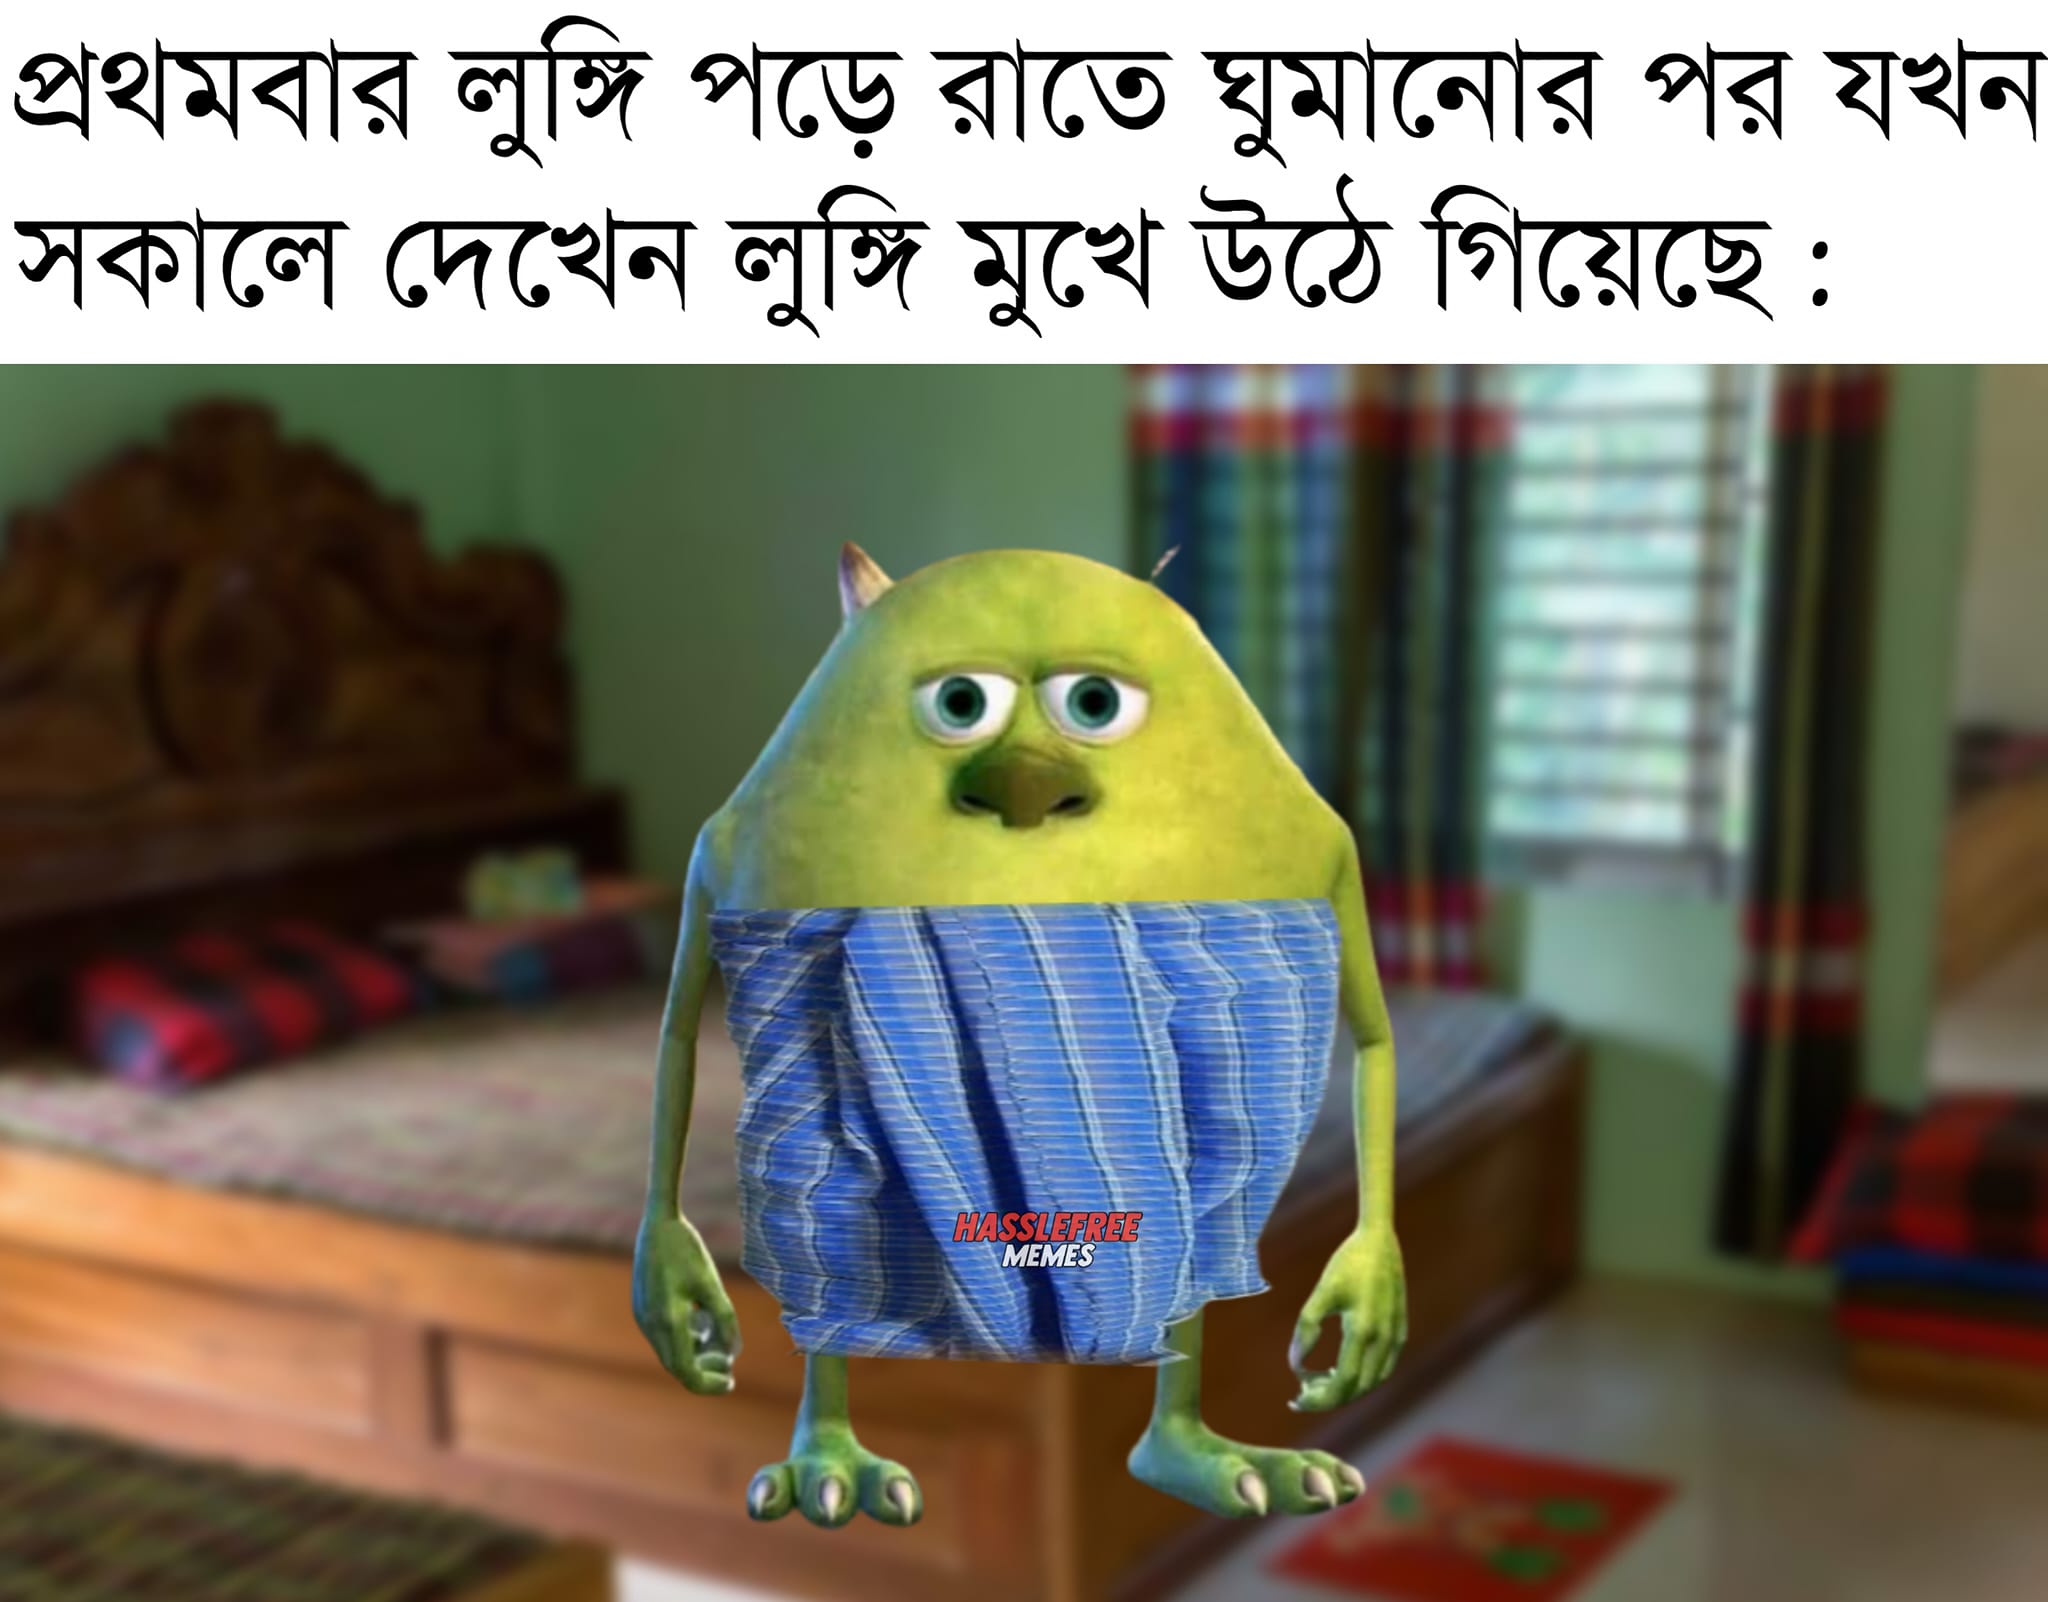 প্রথমবার লুঙ্গি পড়ে রাতে ঘুমানোর পর যখন
সকালে দেখেন লুঙ্গি মুখে উঠে গিয়েছে :
HASSLEFREE
MEMES